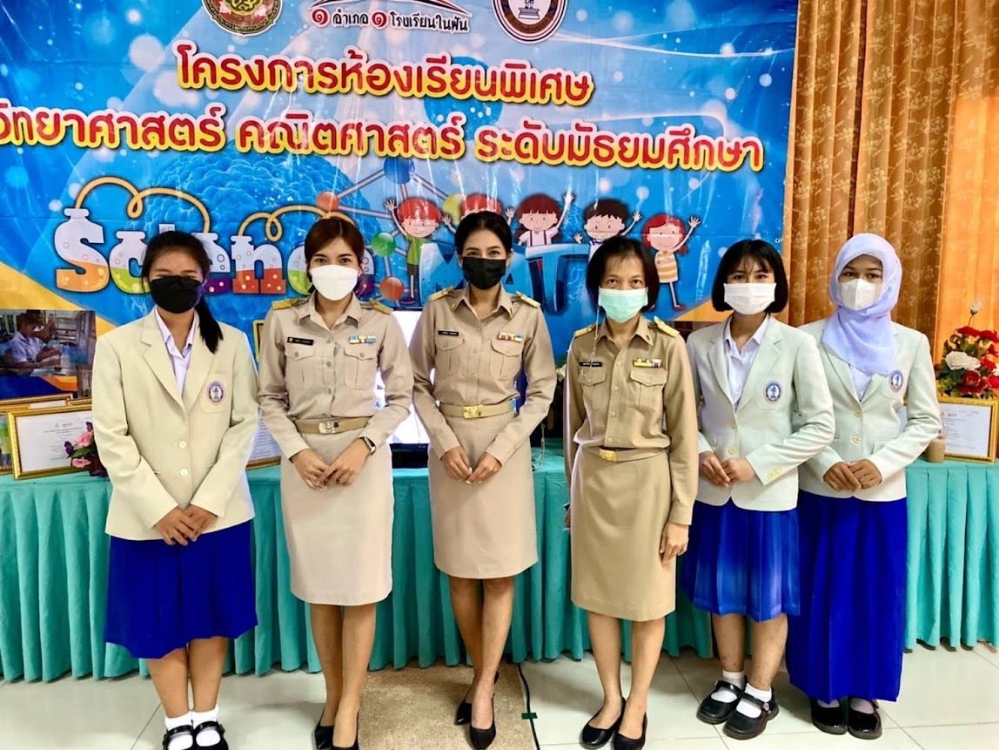 ๑ อำเภอ ๑ โรงเรียนในฝัน
โครงการห้องเรียนพิเศษ
วิทยาศาสตร์ คณิตศาสตร์ ระดับมัธยมศึกษา
Science
MAT